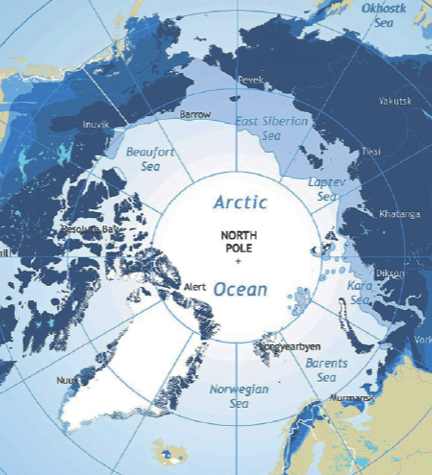 Okhostk
Sea
Pevek
Yakutsk
Barrow
East Siberian
Sea
Inuvik
Beaufort
Sea
Tiksi
Laptev
Sea
Arctic
Khatanga
Resolute Bay
NORTH
POLE
+
Dikson
Alert
Ocean
Kara
Sea
Longyearbyen
Barents
Sea
Nuuk
Norwegian
Sea
Murmansk